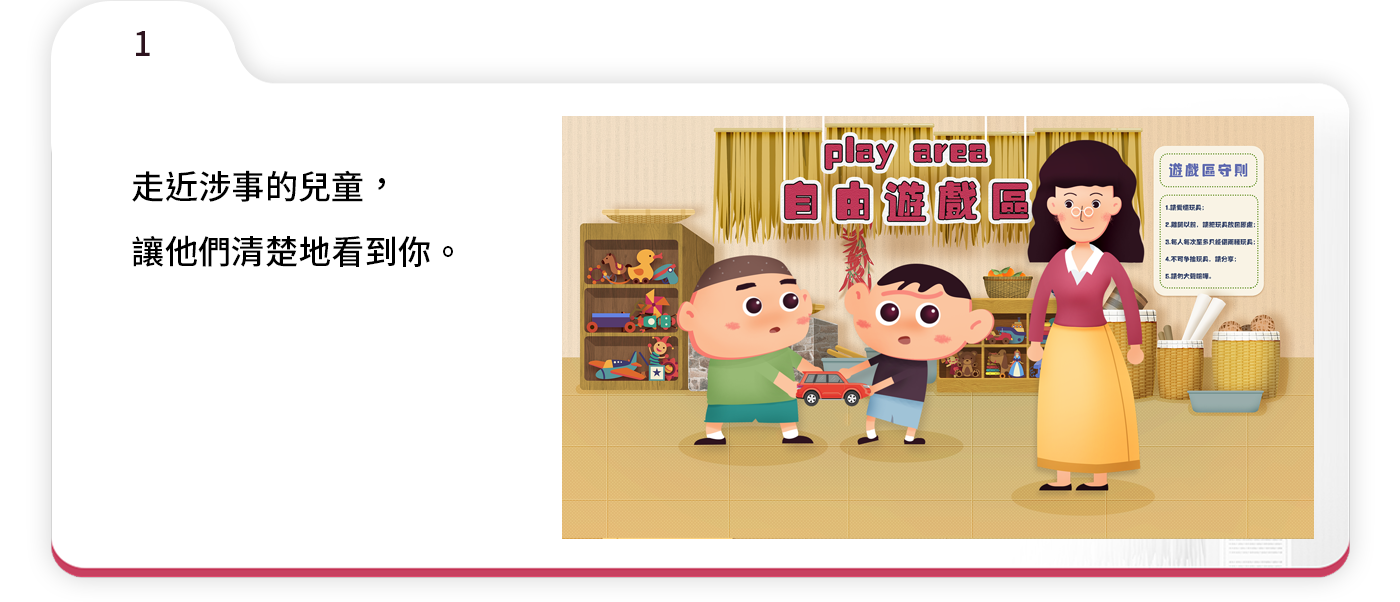 1
走近涉事的兒童，
讓他們清楚地看到你。
play area
自由遊戲區
遊戲區守則
1.請愛惜玩具；
2.離開以前，請把玩具放回原處；
3.每人每次至多只能借兩種玩具；
4.不可爭搶玩具，請分享；
5.請勿大聲喧嘩。